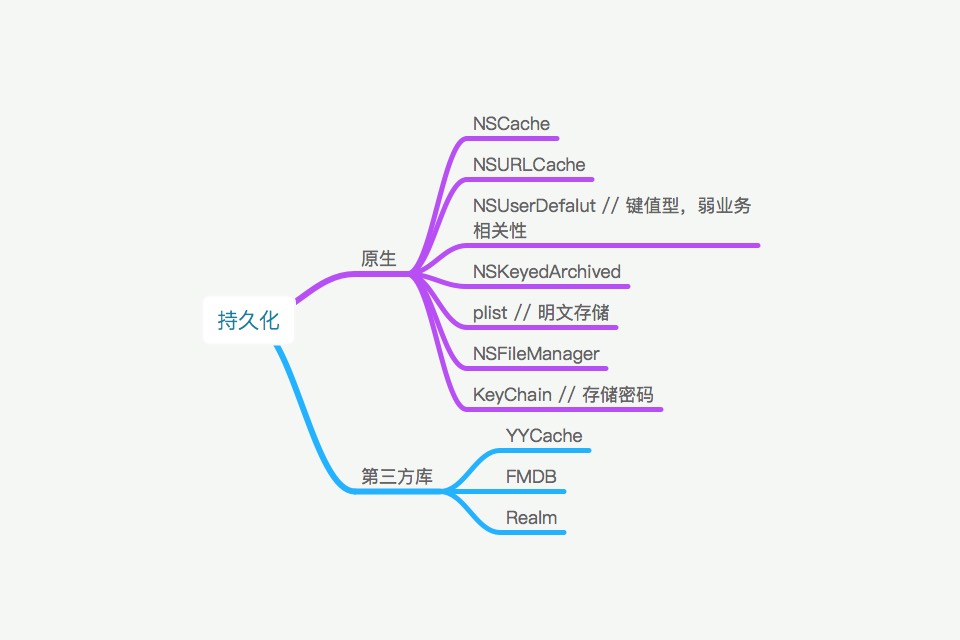 NSCache
NSURLCache
NSUserDefalut // 键值型，弱业务
相关性
原生
NSKeyedArchived
plist // 明文存储
持久化
NSFileManager
KeyChain // 存储密码
YYCache
第三方库
FMDB
Realm